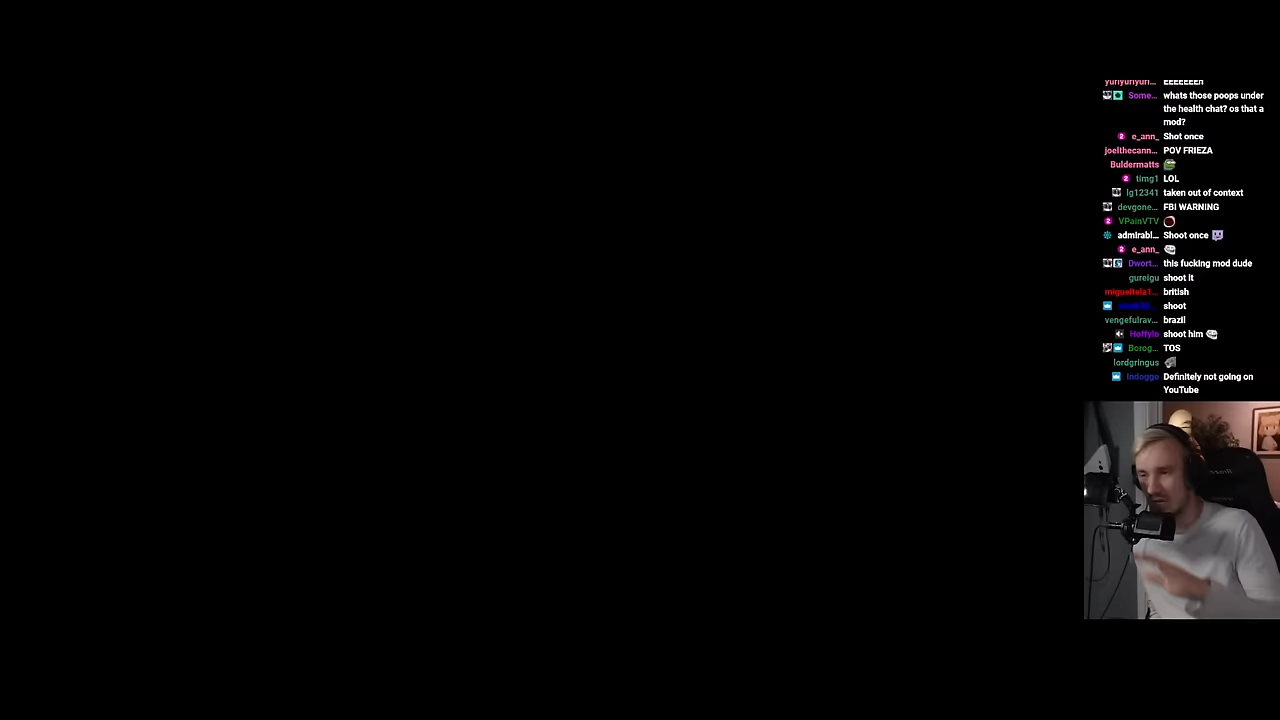 yuriyuriyuri... EEEEEEEh
Some... whats those poops under
the health chat? os that a
mod?
e_ann_ Shot once
joelthecann... POV FRIEZA
Buldermatts
timg1 LOL
lg12341 taken out of context
devgone... FBI WARNING
VPainVTV
admirabl... Shoot once
e_ann_
Dwort... this fucking mod dude
gureigu shoot it
migueltela1... british
shoot
vengefulrav... brazil
Hoffylo shoot him
Borog... TOS
lordgringus
Indoggo Definitely not going on
YouTube